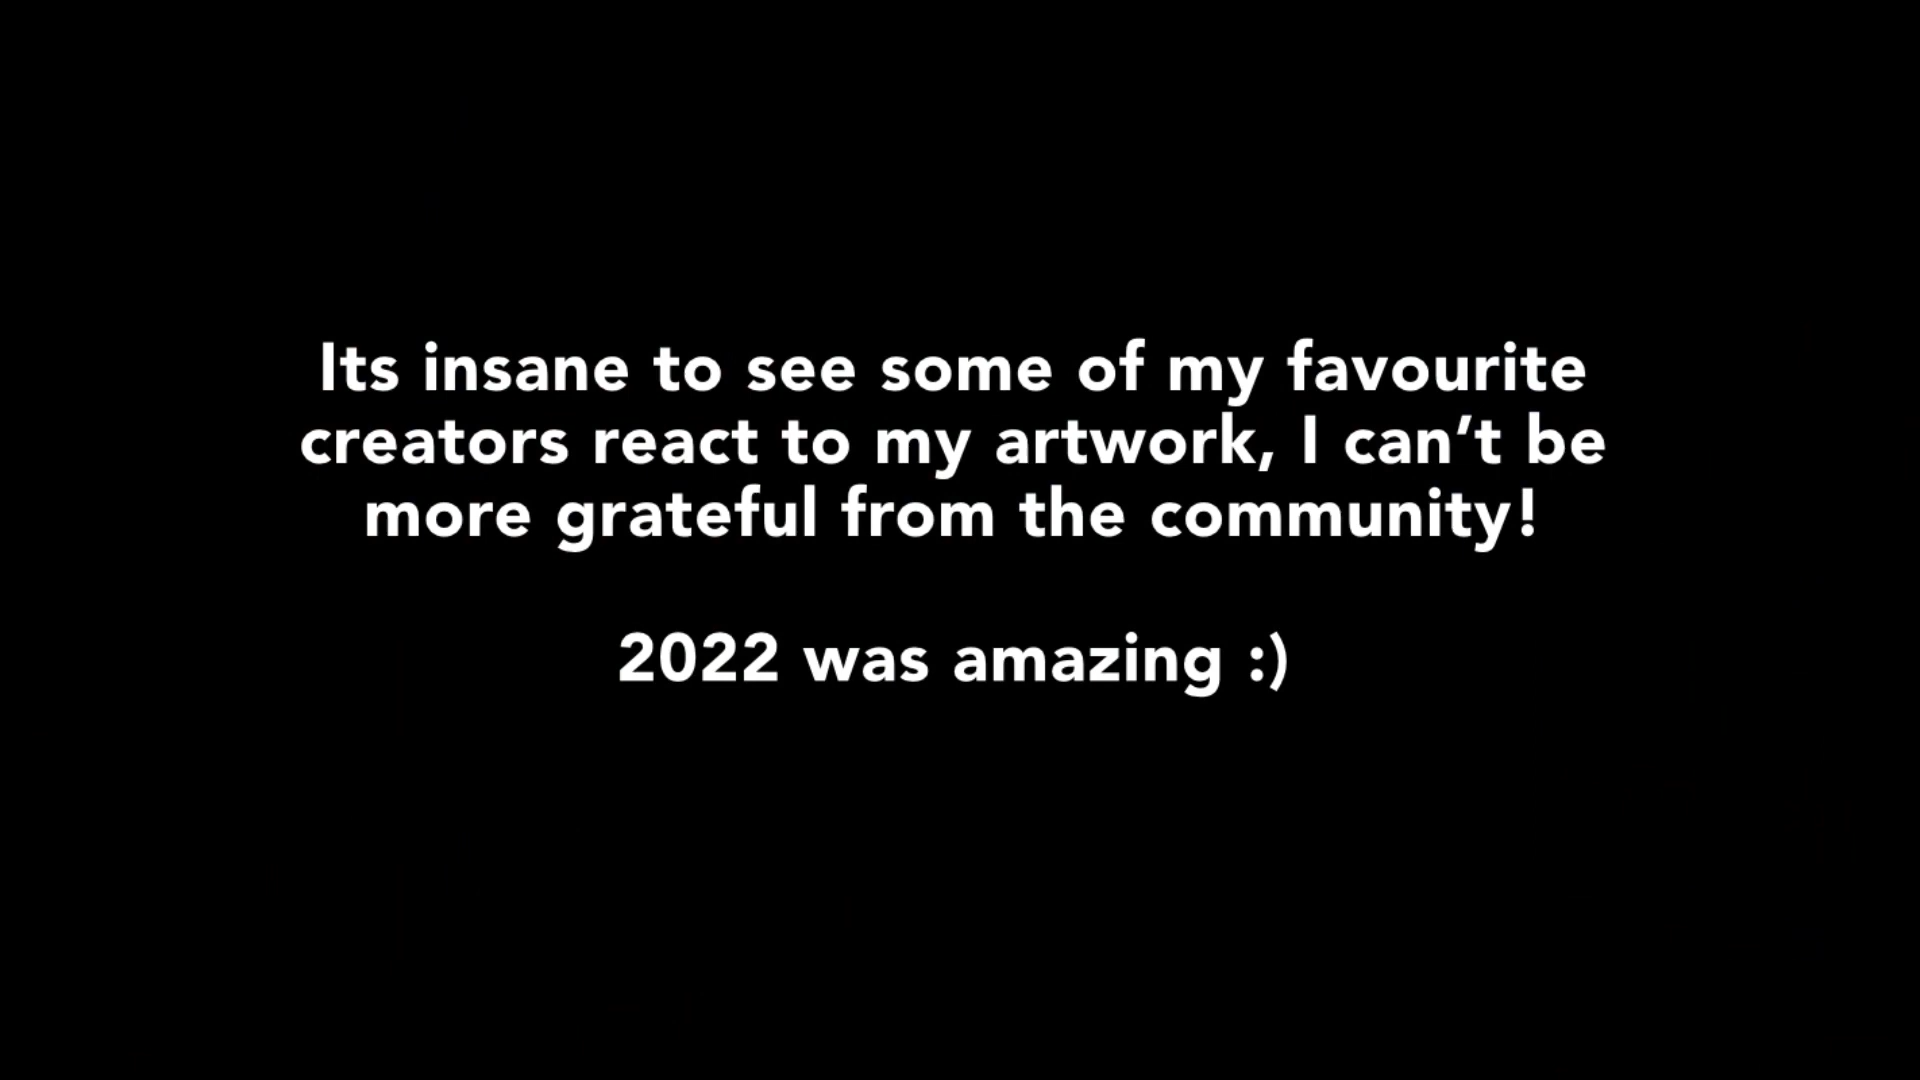 Its insane to see some of my favourite
creators react to my artwork, I can’t be
more grateful from the community!
2022 was amazing :)